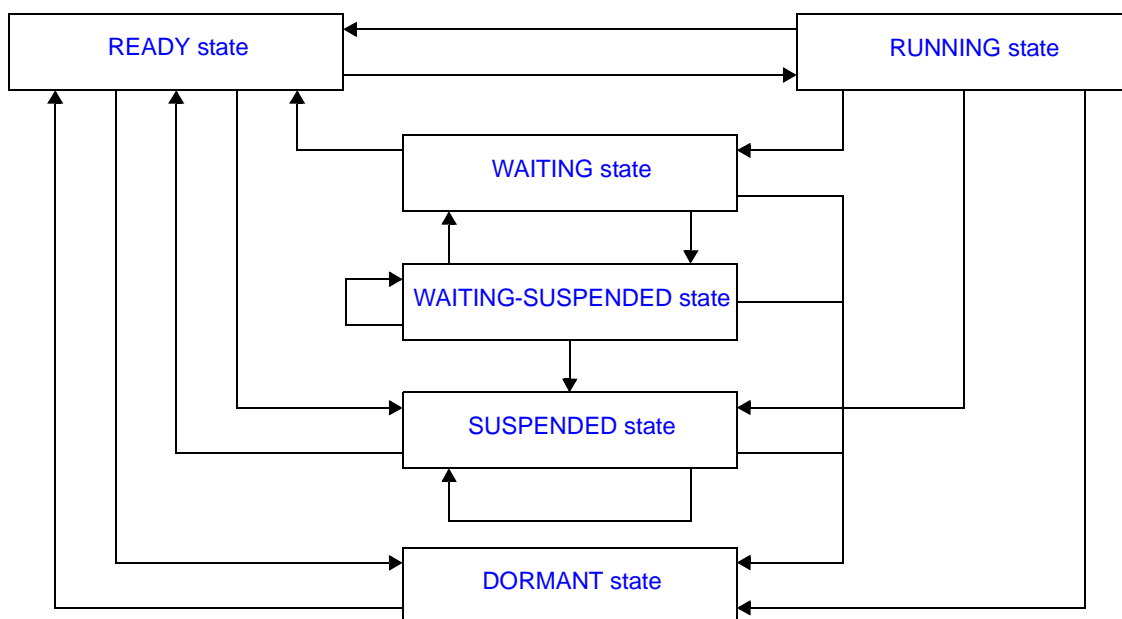 READY state
RUNNING state
WAITING state
WAITING-SUSPENDED state
SUSPENDED state
DORMANT state